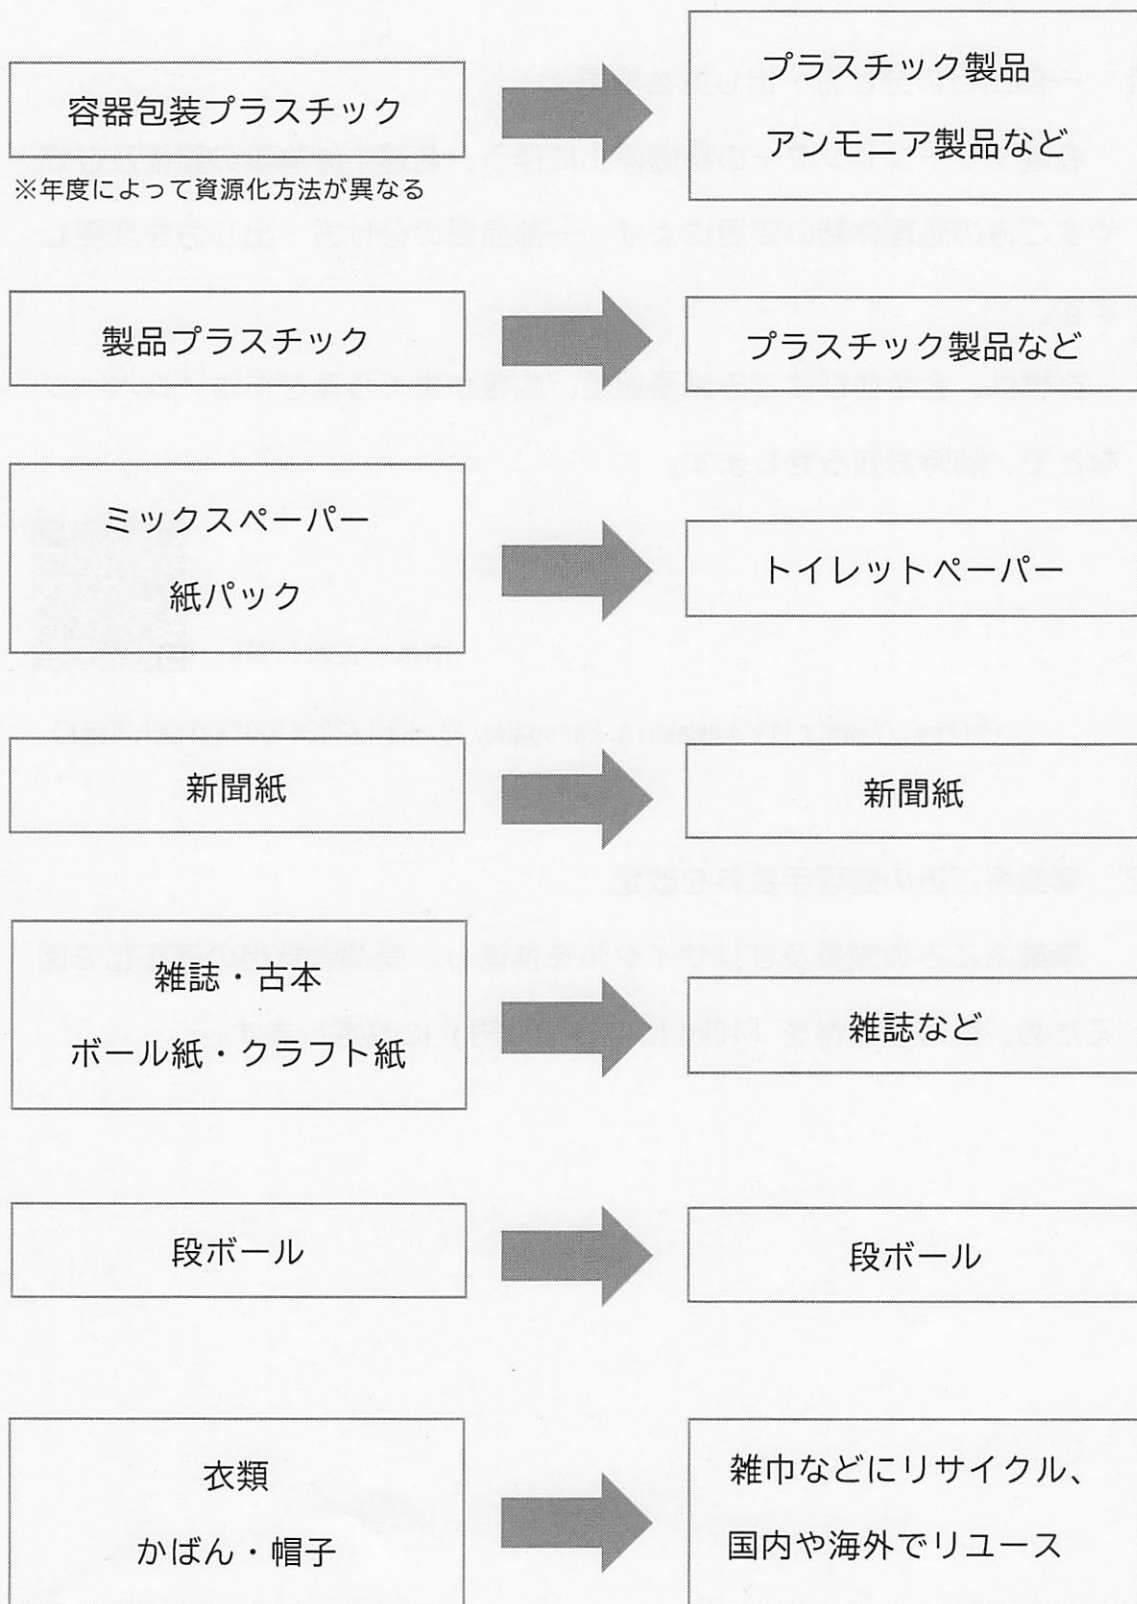 容器包装プラスチック
※年度によって資源化方法が異なる
プラスチック製品
アンモニア製品など
製品プラスチック
プラスチック製品など
ミックスペーパー
紙パック
トイレットペーパー
新聞紙
新聞紙
雑誌・古本
ボール紙・クラフト紙
雑誌など
段ボール
段ボール
衣類
かばん・帽子
雑巾などにリサイクル、
国内や海外でリユース